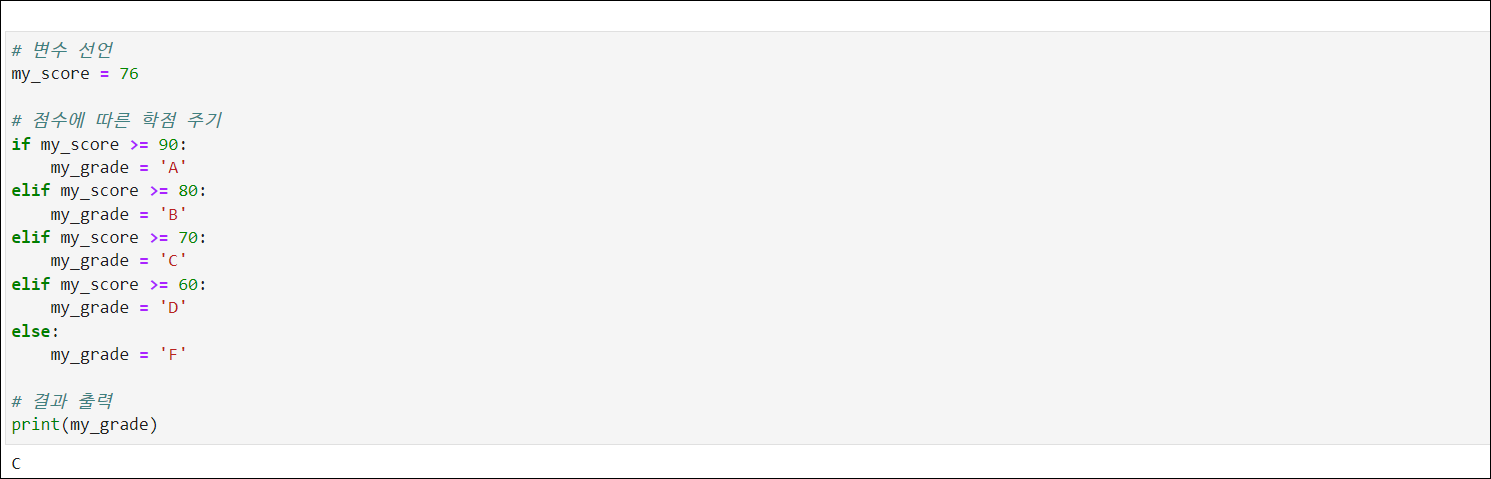 # 변수 선언
my_score = 76
# 점수에 따른 학점 주기
if my_score >= 90:
    my_grade = 'A'
elif my_score >= 80:
    my_grade = 'B'
elif my_score >= 70:
    my_grade = 'C'
elif my_score >= 60:
    my_grade = 'D'
else:
    my_grade = 'F'
# 결과 출력
print(my_grade)
C